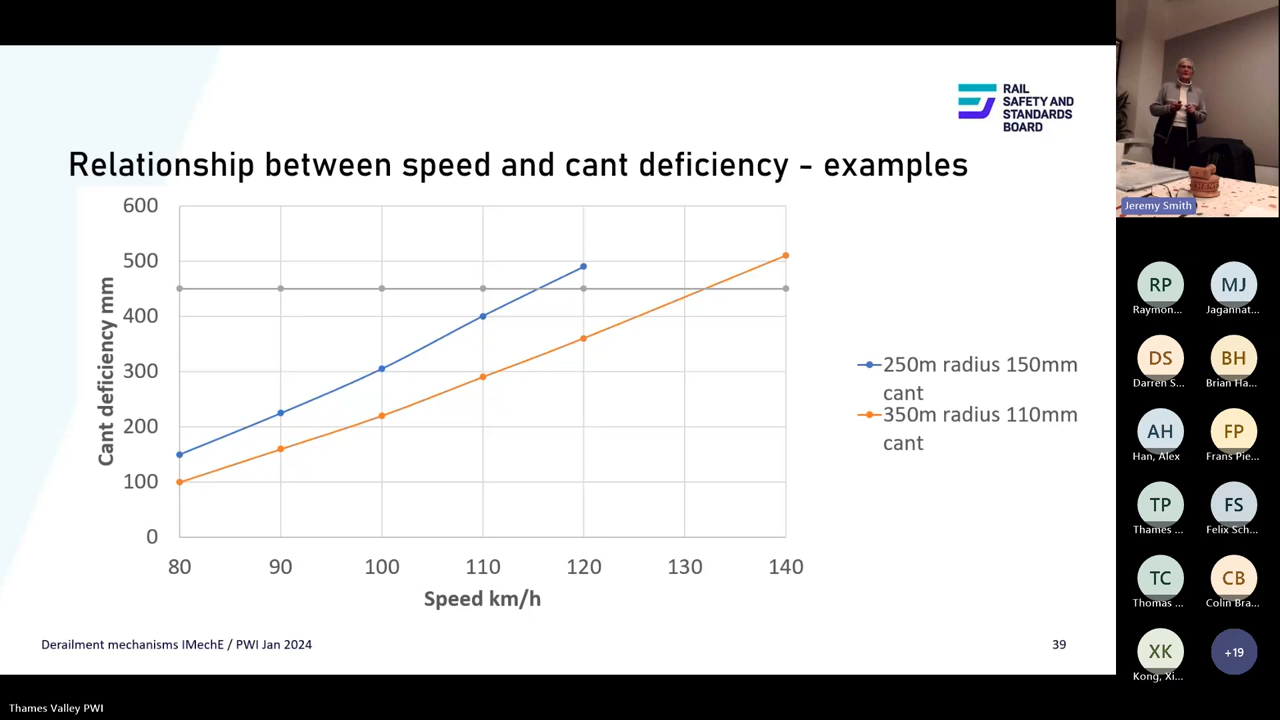 RAIL
SAFETY AND
STANDARDS
BOARD
Relationship between speed and cant deficiency - examples
Cant deficiency mm
600
500
400
300
200
100
0
80 90 100 110 120 130 140
Speed km/h
250m radius 150mm
cant
350m radius 110mm
cant
Derailment mechanisms IMechE / PWI Jan 2024
39
Jeremy Smith
RP MJ
Raymon... Jagannat...
DS BH
Darren S... Brian Ha...
AH FP
Han, Alex Frans Pie...
TP FS
Thames ... Felix Sch...
TC CB
Thomas ... Colin Bra...
XK +19
Kong, Xi...
Thames Valley PWI